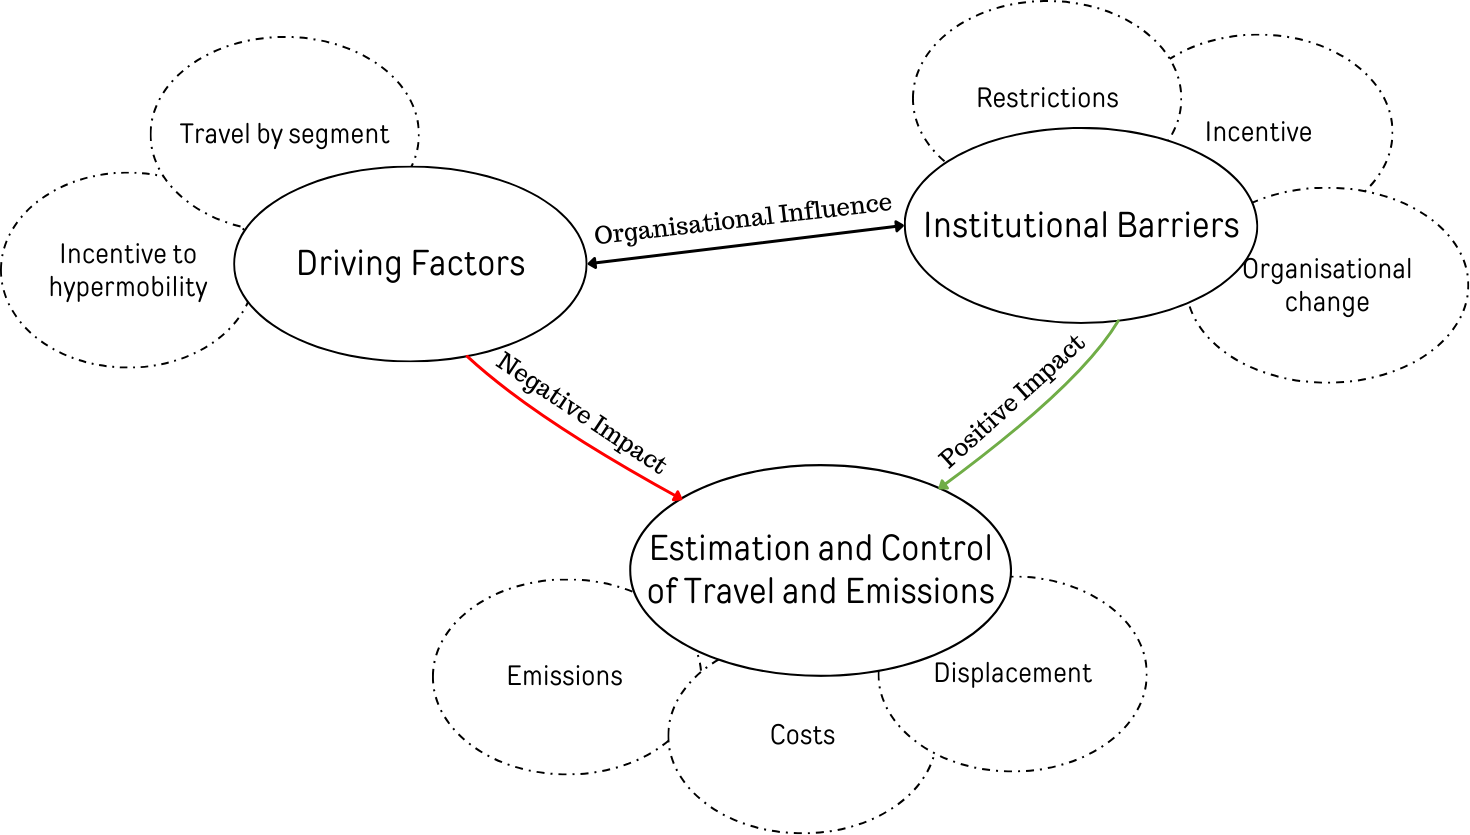 Restrictions
Incentive
Travel by segment
Organisational Influence
Institutional Barriers
Incentive to
hypermobility
Driving Factors
Organisational
change
Negative Impact
Positive Impact
Estimation and Control
of Travel and Emissions
Emissions
Displacement
Costs